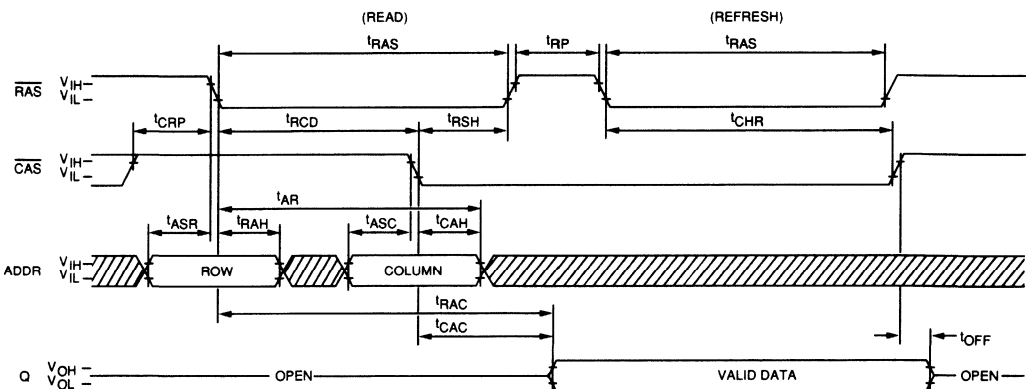 (READ) (REFRESH)
tRAS tRP tRAS
RAS VIH VIL
tCRP tRCD tRSH tCHR
CAS VIH VIL
tAR
tASR tRAH tASC tCAH
ADDR VIH VIL ROW COLUMN
tRAC
tCAC
tOFF
Q VOH VOL OPEN VALID DATA OPEN